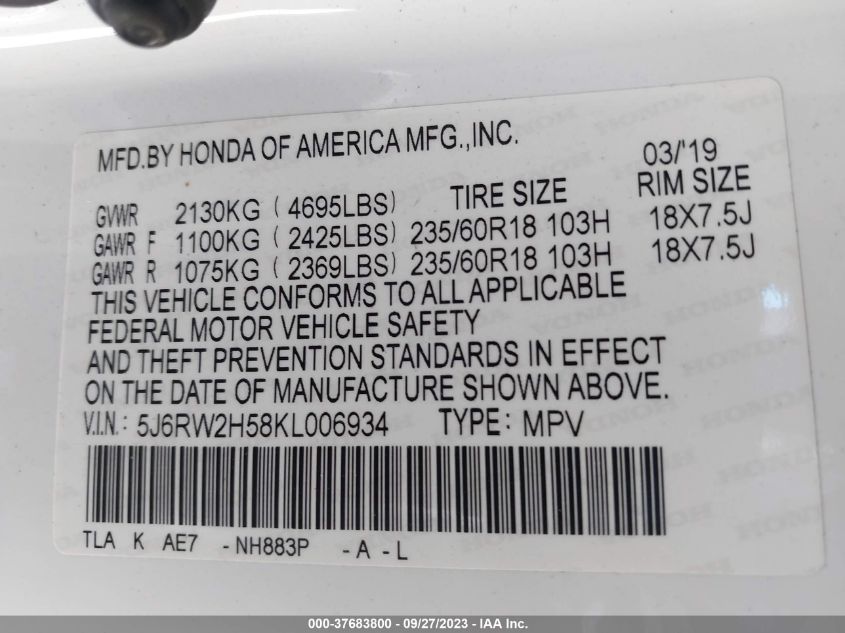 MFD.BY HONDA OF AMERICA MFG.,INC.
03/'19
TIRE SIZE RIM SIZE
GVWR 2130KG ( 4695LBS)
GAWR F 1100KG ( 2425LBS) 235/60R18 103H 18X7.5J
GAWR R 1075KG ( 2369LBS) 235/60R18 103H 18X7.5J
THIS VEHICLE CONFORMS TO ALL APPLICABLE
FEDERAL MOTOR VEHICLE SAFETY
AND THEFT PREVENTION STANDARDS IN EFFECT
ON THE DATE OF MANUFACTURE SHOWN ABOVE.
V.I.N.: 5J6RW2H58KL006934 TYPE: MPV
TLA K AE7 - NH883P - A - L
000-37683800 - 09/27/2023 - IAA Inc.